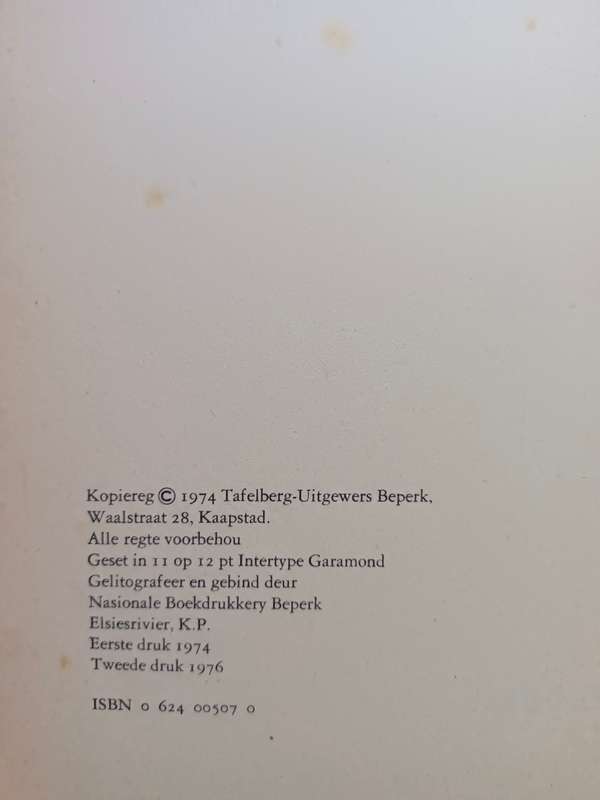 Kopiereg © 1974 Tafelberg-Uitgewers Beperk,
Waalstraat 28, Kaapstad.
Alle regte voorbehou
Geset in 11 op 12 pt Intertype Garamond
Gelitografeer en gebind deur
Nasionale Boekdrukkery Beperk
Elsiesrivier, K.P.
Eerste druk 1974
Tweede druk 1976
ISBN 0 624 00507 0